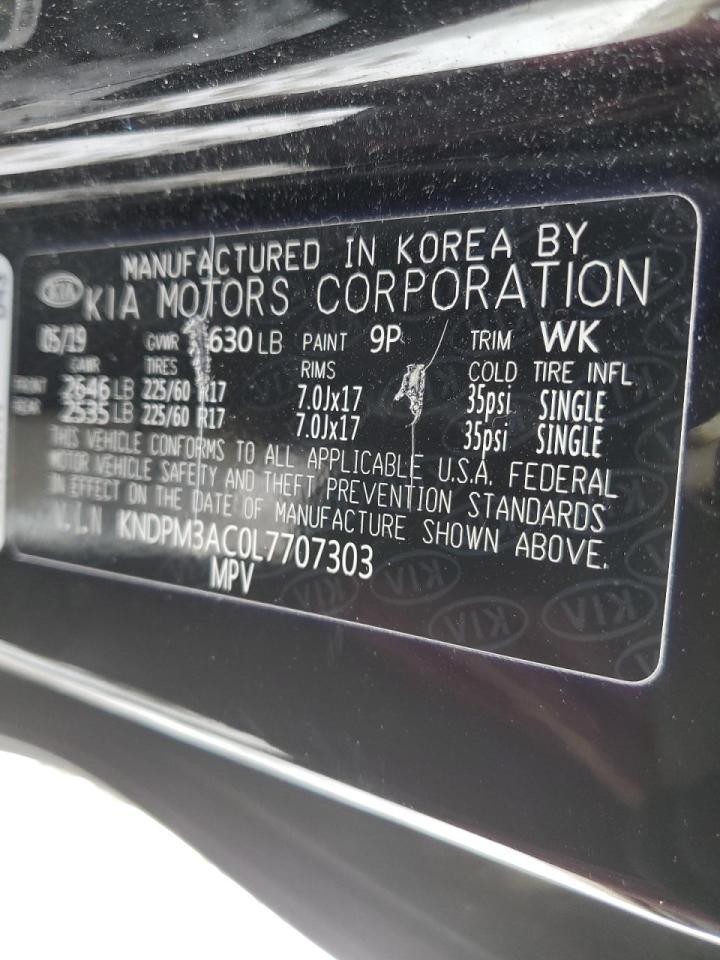 MANUFACTURED IN KOREA BY
KIA KIA MOTORS CORPORATION
05/19 GVWR 630 LB PAINT 9P TRIM WK
GAWR TIRES RIMS COLD TIRE INFL
FRONT 2646 LB 225/60 R17 7.0Jx17 35psi SINGLE
REAR 2535 LB 225/60 R17 7.0Jx17 35psi SINGLE
THIS VEHICLE CONFORMS TO ALL APPLICABLE U.S.A. FEDERAL
MOTOR VEHICLE SAFETY AND THEFT PREVENTION STANDARDS
IN EFFECT ON THE DATE OF MANUFACTURE SHOWN ABOVE.
V.I.N KNDPM3AC0L7707303
MPV